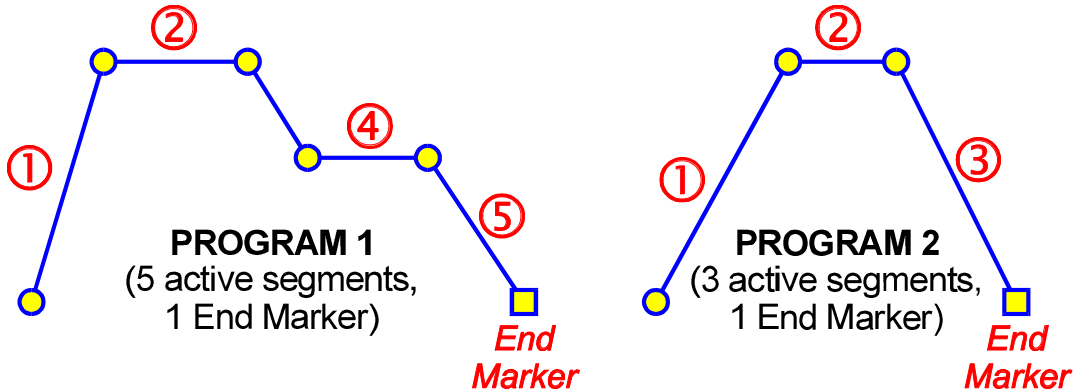 ②
①
④
⑤
PROGRAM 1
(5 active segments,
1 End Marker)
End
Marker
②
①
③
PROGRAM 2
(3 active segments,
1 End Marker)
End
Marker